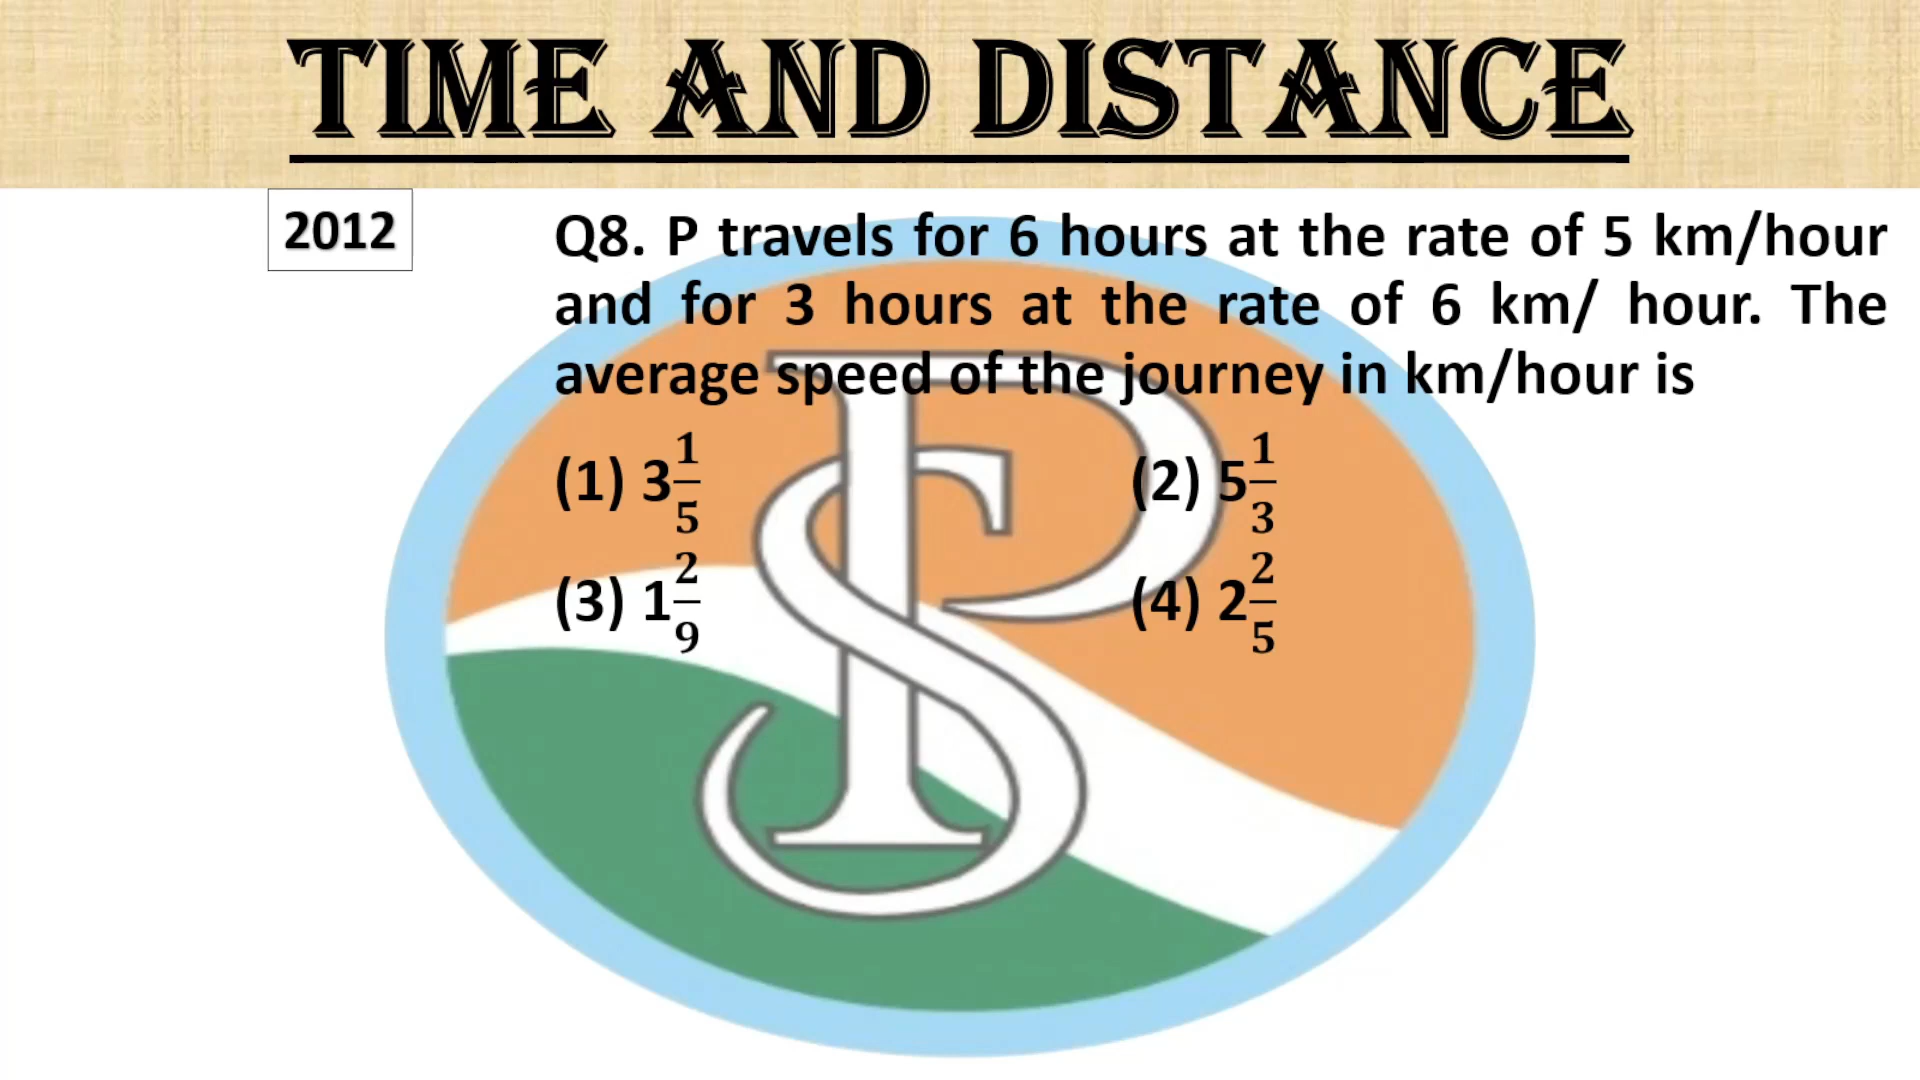 TIME AND DISTANCE
2012
Q8. P travels for 6 hours at the rate of 5 km/hour
and for 3 hours at the rate of 6 km/ hour. The
average speed of the journey in km/hour is
(1) 3 1/5 (2) 5 1/3
(3) 1 2/9 (4) 2 2/5
PS